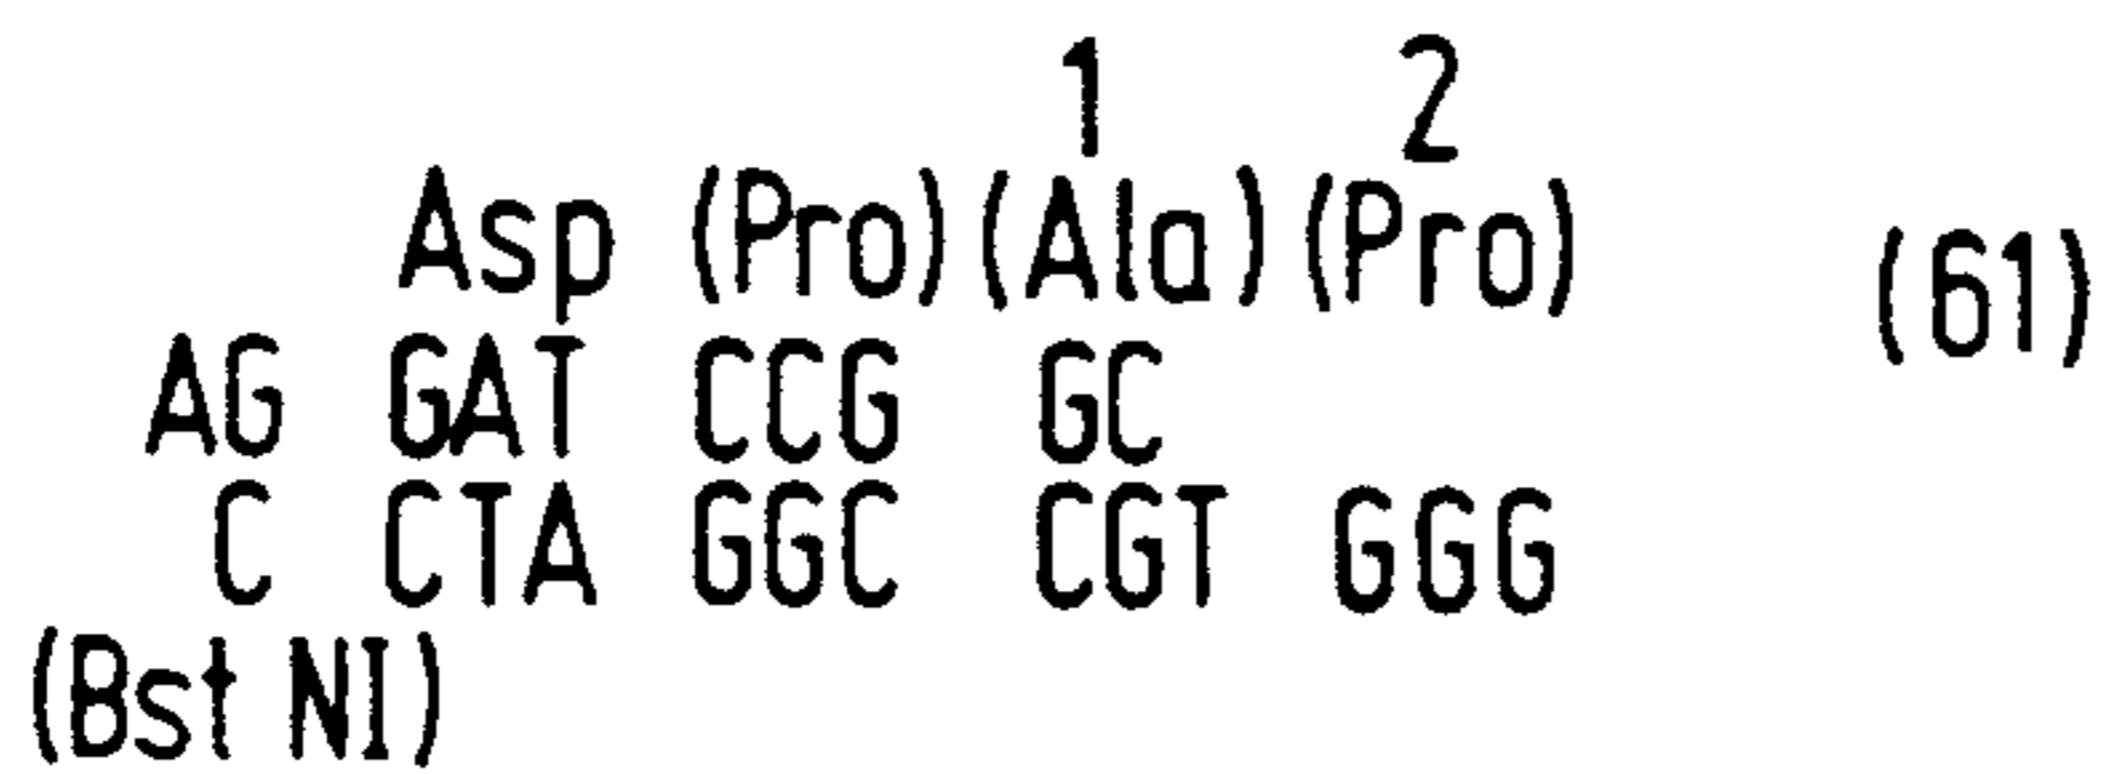 1 2
Asp (Pro) (Ala) (Pro) (61)
AG GAT CCG GC
C CTA GGC CGT GGG
(Bst NI)